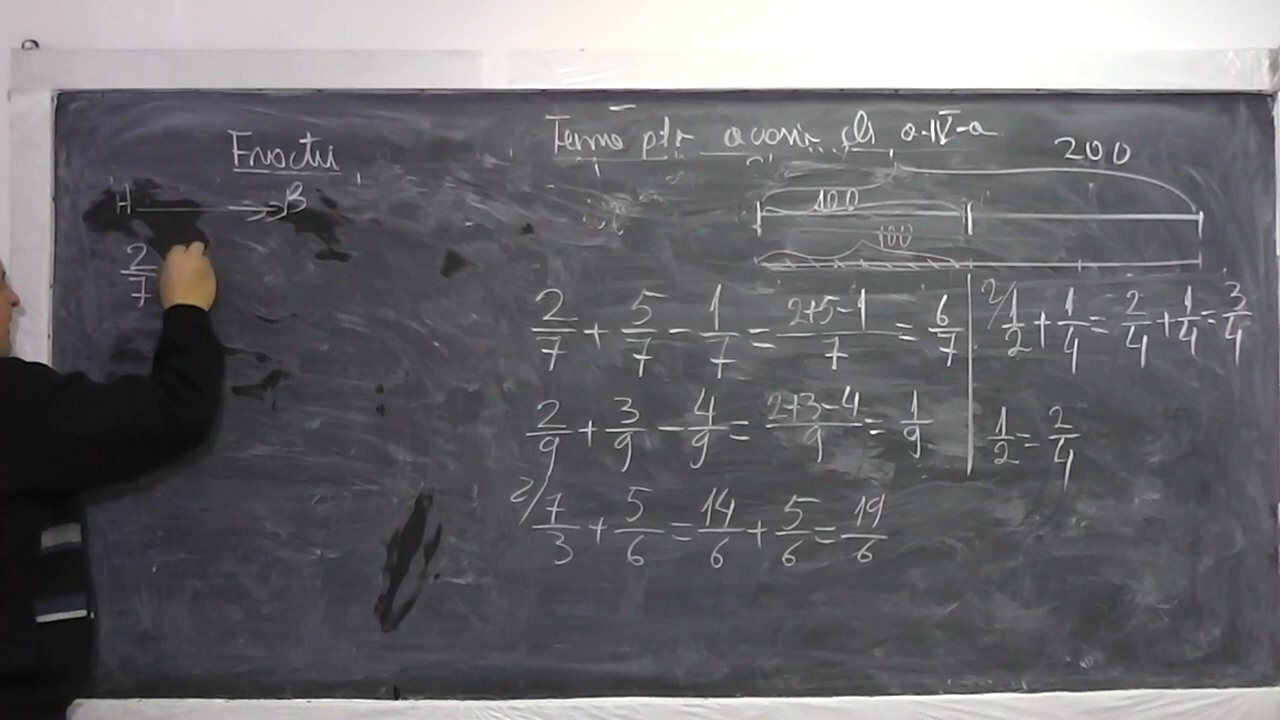 Fractii
H → B
2/7
Temă ptr acasă cls a-IV-a
200
100
100
2/7 + 5/7 - 1/7 = (2+5-1)/7 = 6/7
2/9 + 3/9 - 4/9 = (2+3-4)/9 = 1/9
2/ 7/3 + 5/6 = 14/6 + 5/6 = 19/6
2/ 1/2 + 1/4 = 2/4 + 1/4 = 3/4
1/2 = 2/4